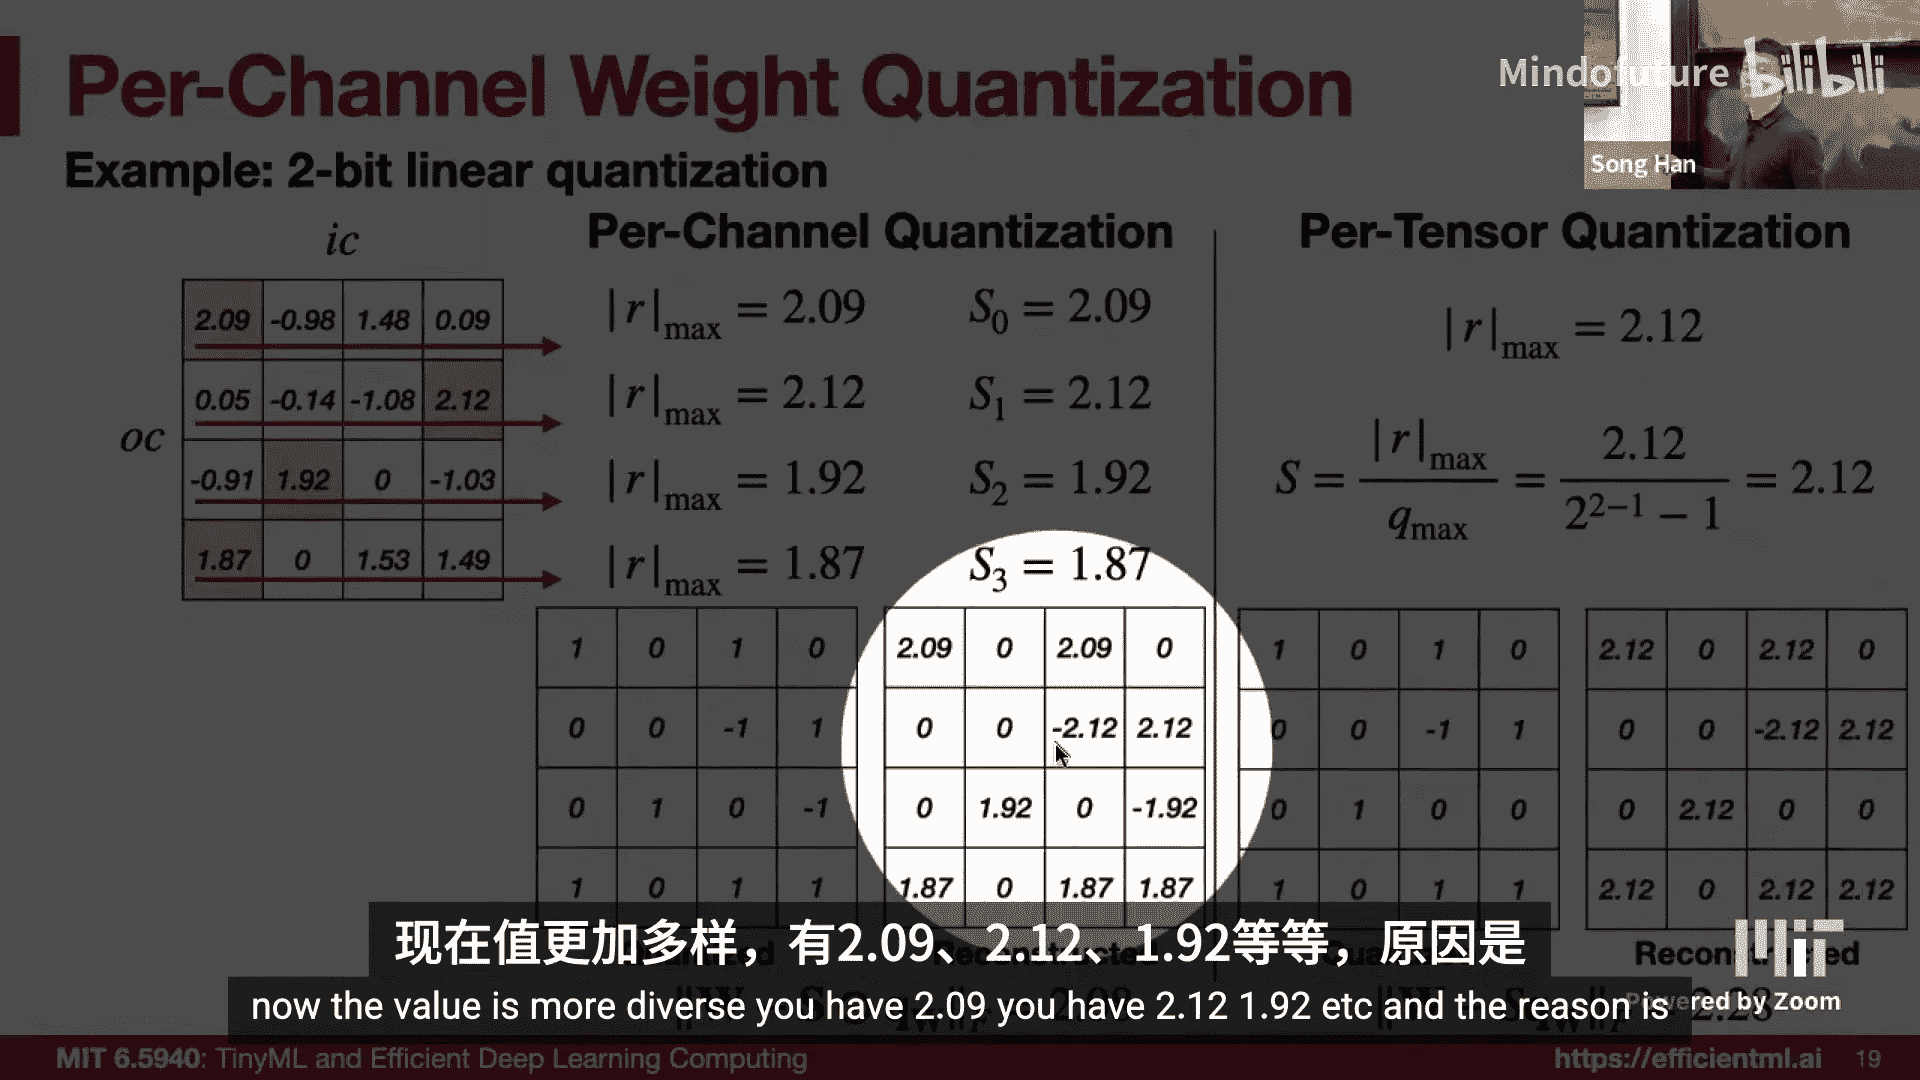 Per-Channel Weight Quantization
Mindofuture bilibili
Song Han
Example: 2-bit linear quantization
ic
oc
2.09 -0.98 1.48 0.09
0.05 -0.14 -1.08 2.12
-0.91 1.92 0 -1.03
1.87 0 1.53 1.49
Per-Channel Quantization
|r|max = 2.09 S0 = 2.09
|r|max = 2.12 S1 = 2.12
|r|max = 1.92 S2 = 1.92
|r|max = 1.87 S3 = 1.87
1 0 1 0
0 0 -1 1
0 1 0 -1
1 0 1 1
2.09 0 2.09 0
0 0 -2.12 2.12
0 1.92 0 -1.92
1.87 0 1.87 1.87
Per-Tensor Quantization
|r|max = 2.12
S = |r|max / qmax = 2.12 / 2^{2−1} − 1 = 2.12
1 0 1 0
0 0 -1 1
0 1 0 0
1 0 1 1
2.12 0 2.12 0
0 0 -2.12 2.12
0 2.12 0 0
2.12 0 2.12 2.12
现在值更加多样，有2.09、2.12、1.92等等，原因是
now the value is more diverse you have 2.09 you have 2.12 1.92 etc and the reason is
Powered by Zoom
MIT 6.5940: TinyML and Efficient Deep Learning Computing
https://efficientml.ai
19